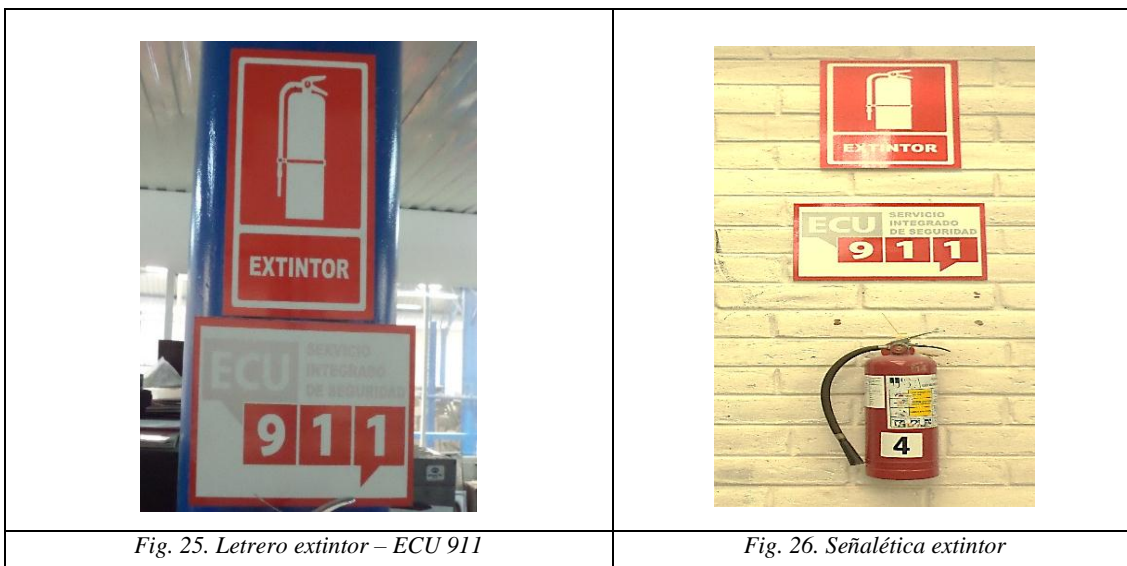 EXTINTOR
ECU
SERVICIO
INTEGRADO
DE SEGURIDAD
911
Fig. 25. Letrero extintor – ECU 911
EXTINTOR
ECU
SERVICIO
INTEGRADO
DE SEGURIDAD
911
4
Fig. 26. Señalética extintor